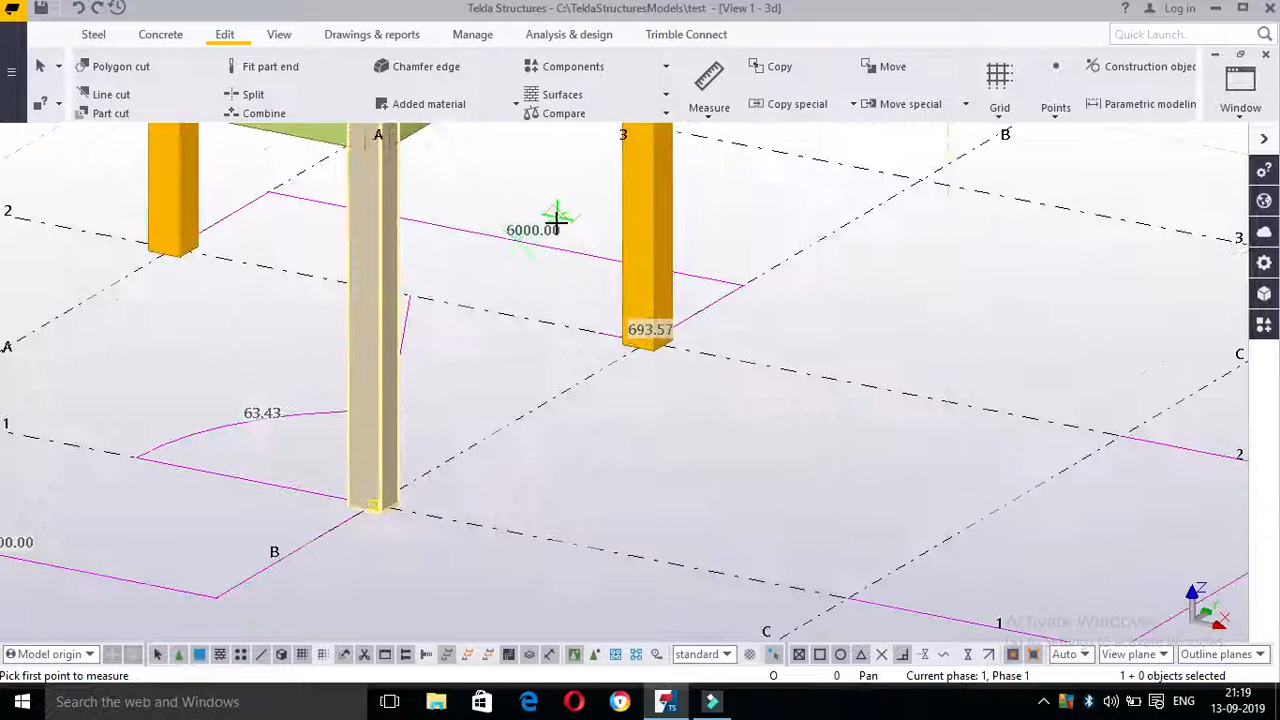 Tekla Structures - C:\TeklaStructuresModels\test - [View 1 - 3d]
? Log in
Steel Concrete Edit View Drawings & reports Manage Analysis & design Trimble Connect Quick Launch...
Polygon cut Fit part end Chamfer edge Components Copy Move Construction objec
Line cut Split Surfaces
Added material Measure Copy special Move special Grid Points Parametric modelin Window
Part cut Combine Compare
A 3 B
2
6000.00
3
693.57
A
C
63.43
1
2
00.00
B
1
C
Activate Windows
Model origin standard Auto View plane Outline planes
Pick first point to measure O 0 Pan Current phase: 1, Phase 1 1 + 0 objects selected
Search the web and Windows ENG
21:19
13-09-2019